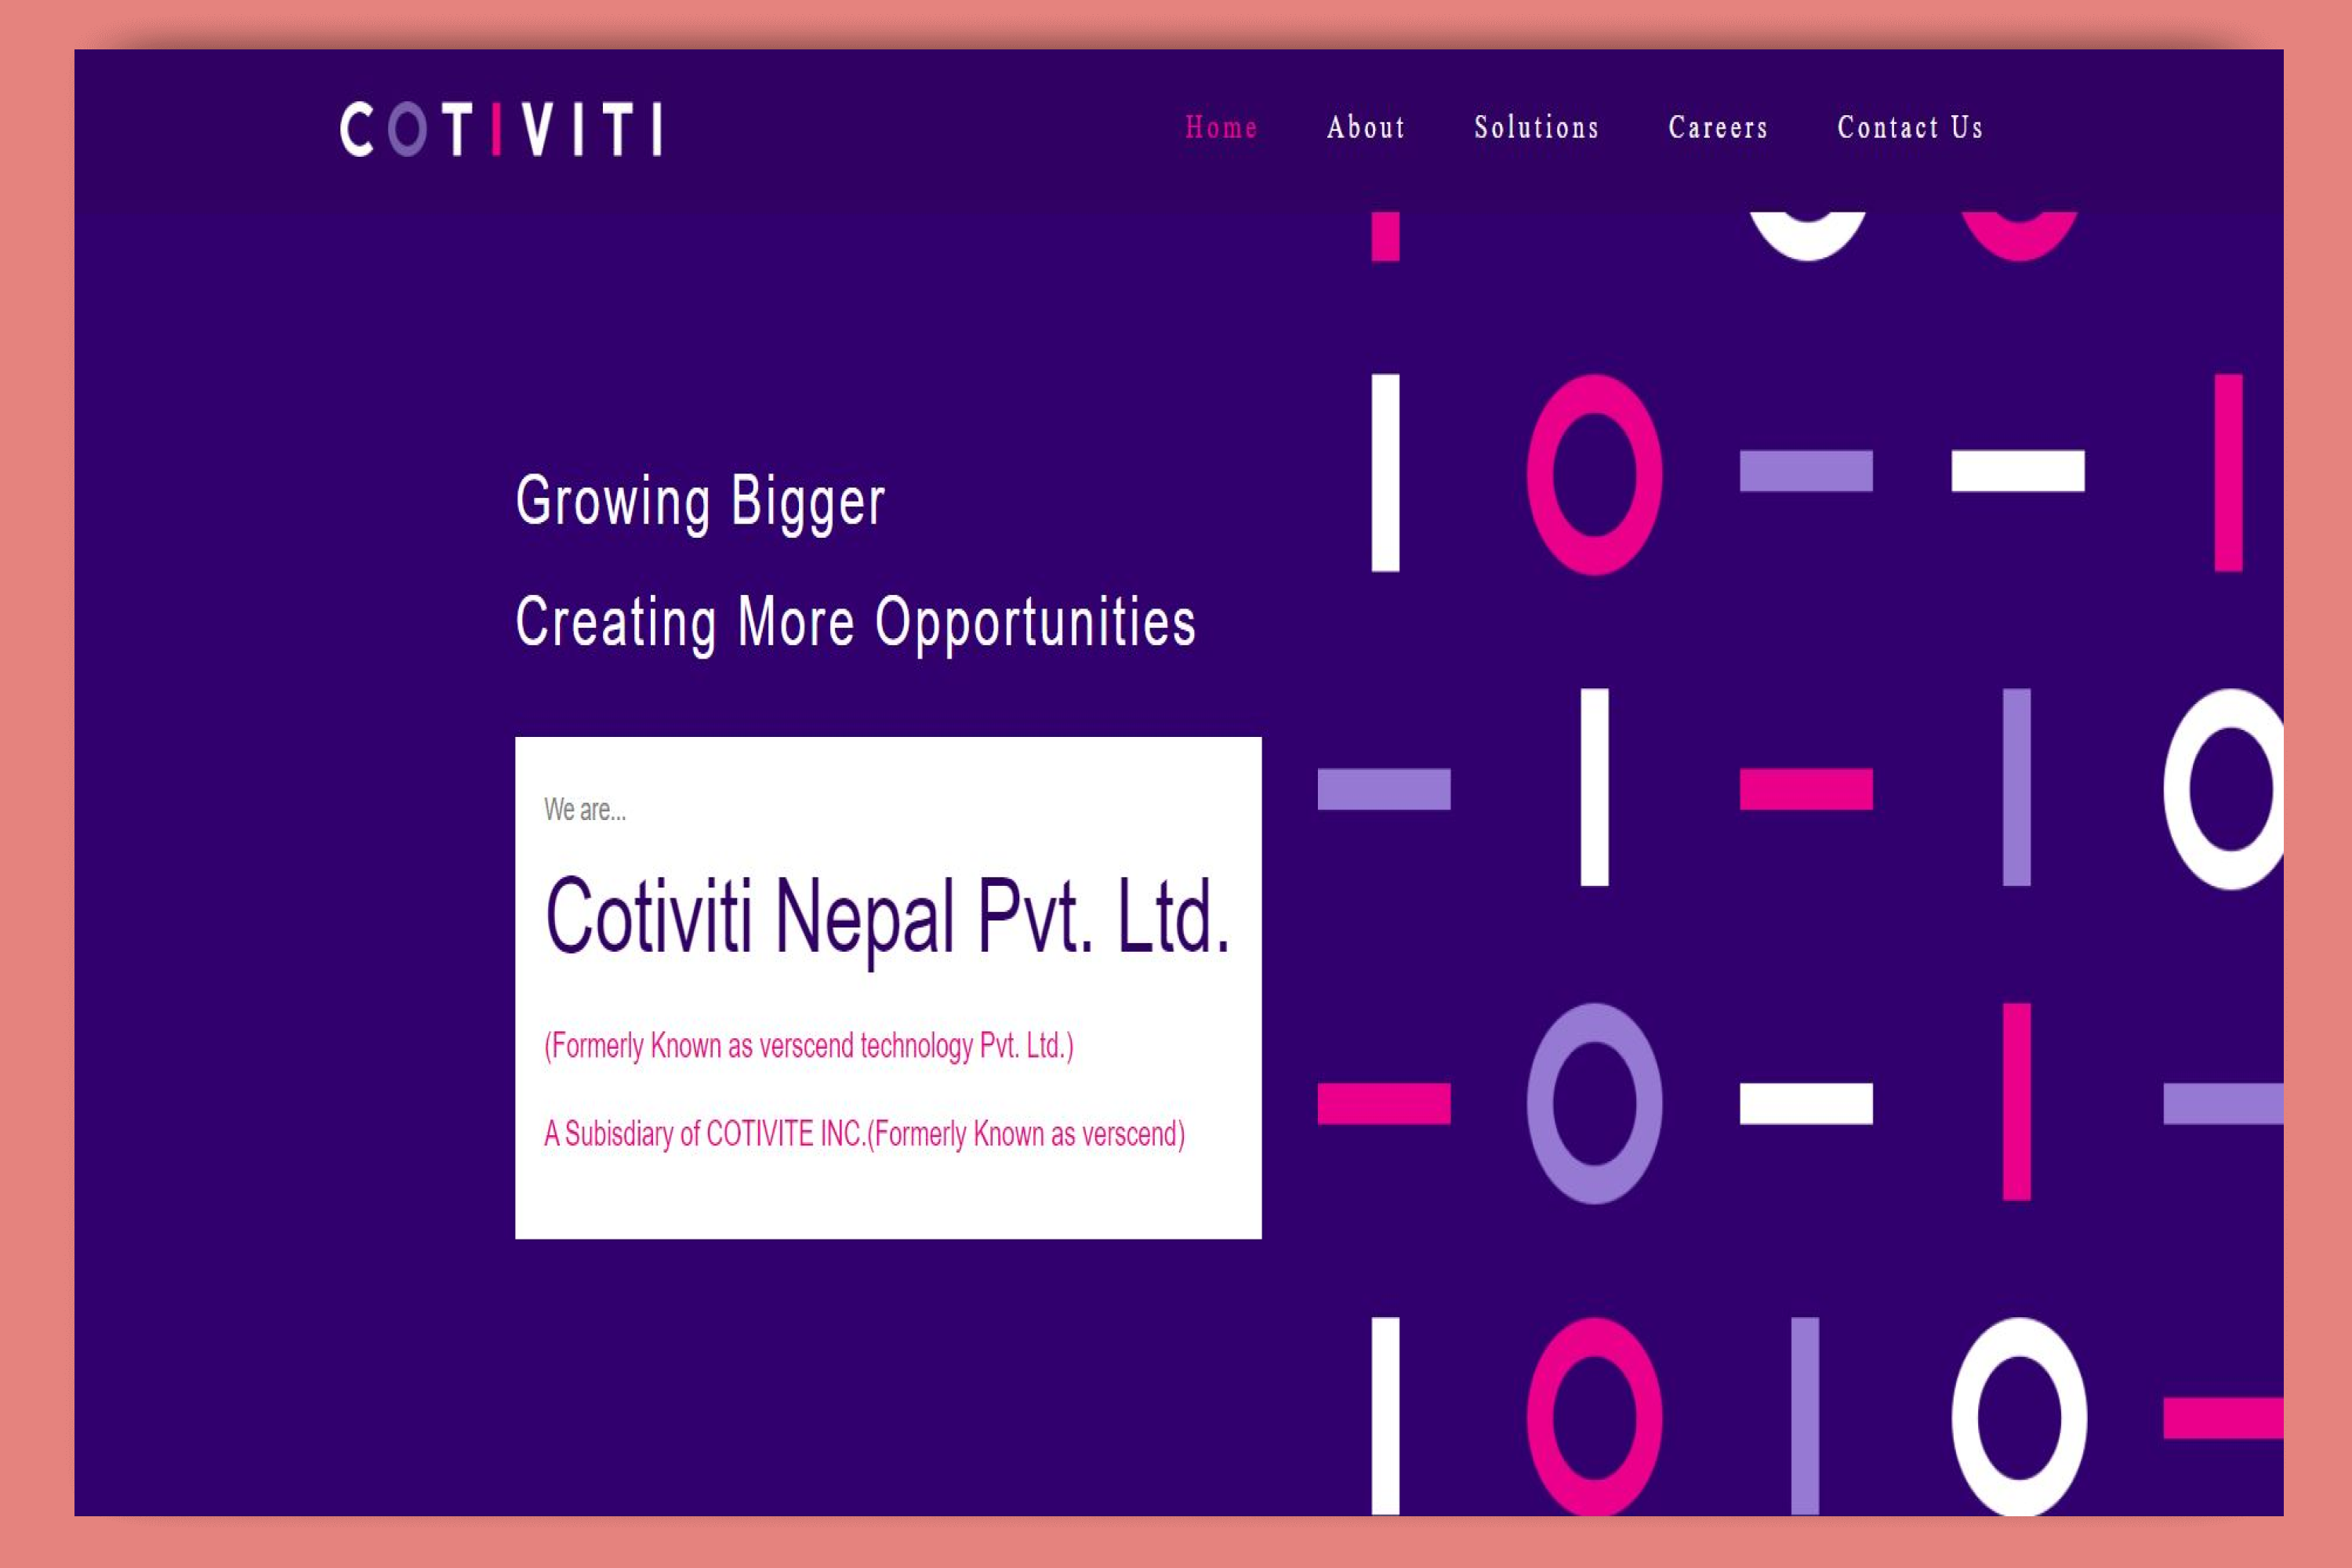 COTIVITI
Home About Solutions Careers Contact Us
Growing Bigger
Creating More Opportunities
We are...
Cotiviti Nepal Pvt. Ltd.
(Formerly Known as verscend technology Pvt. Ltd.)
A Subisdiary of COTIVITE INC.(Formerly Known as verscend)